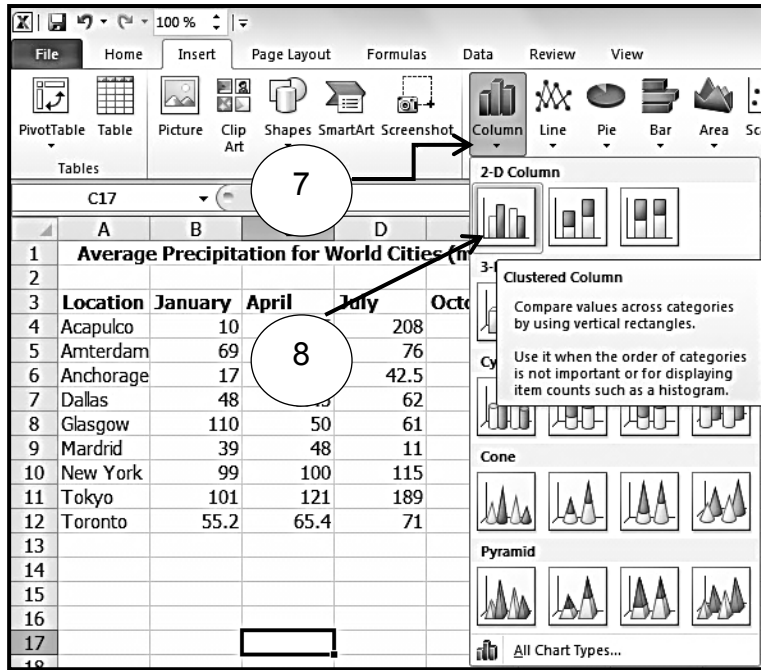 100 %
File Home Insert Page Layout Formulas Data Review View
PivotTable Table Picture Clip Art Shapes SmartArt Screenshot Column Line Pie Bar Area
Tables
7
2-D Column
C17
A B D
1 Average Precipitation for World Cities
2
3 Location January April July
4 Acapulco 10 208
5 Amterdam 69 76
6 Anchorage 17 42.5
7 Dallas 48 62
8 Glasgow 110 50 61
9 Mardrid 39 48 11
10 New York 99 100 115
11 Tokyo 101 121 189
12 Toronto 55.2 65.4 71
13
14
15
16
17
18
8
Clustered Column
Compare values across categories
by using vertical rectangles.
Use it when the order of categories
is not important or for displaying
item counts such as a histogram.
Cone
Pyramid
All Chart Types...